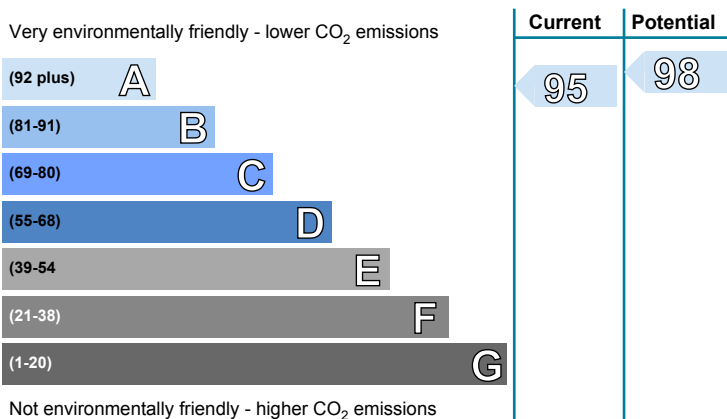 Very environmentally friendly - lower CO2 emissions
Current
Potential
(92 plus) A
95
98
(81-91) B
(69-80) C
(55-68) D
(39-54 E
(21-38) F
(1-20) G
Not environmentally friendly - higher CO2 emissions